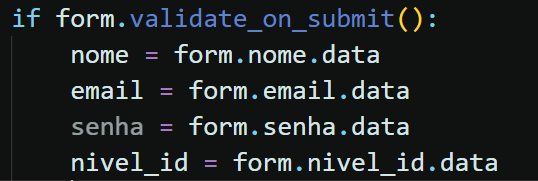 if form.validate_on_submit():
nome = form.nome.data
email = form.email.data
senha = form.senha.data
nivel_id = form.nivel_id.data